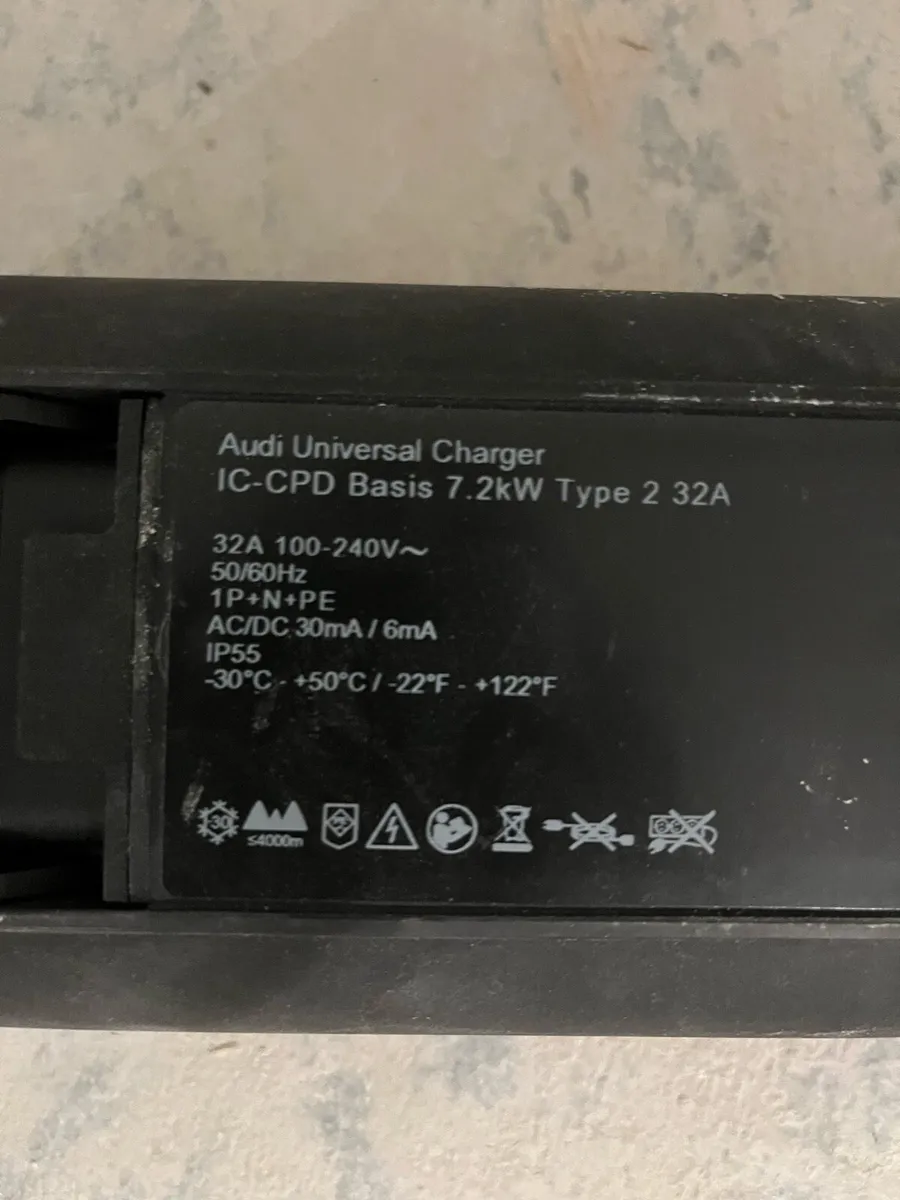 Audi Universal Charger
IC-CPD Basis 7.2kW Type 2 32A
32A 100-240V~
50/60Hz
1P+N+PE
AC/DC 30mA / 6mA
IP55
-30°C - +50°C / -22°F - +122°F
-30
≤4000m